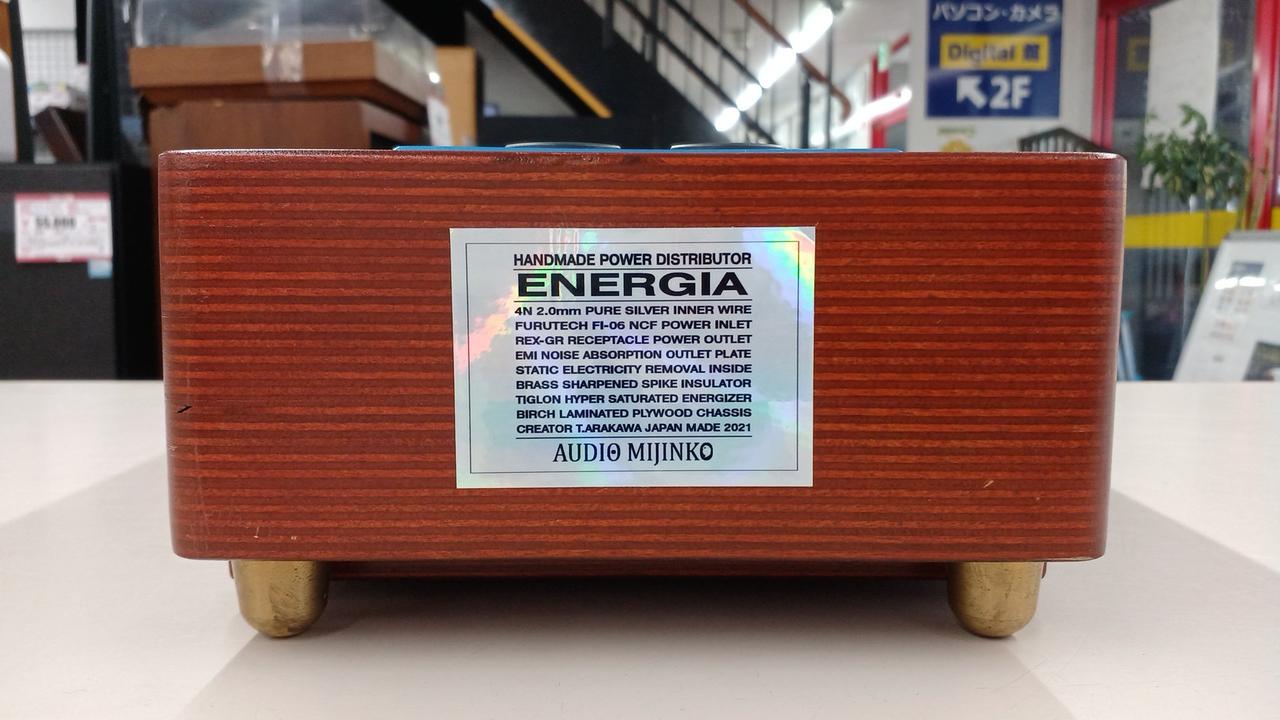 パソコン・カメラ
Digital 館
2F
HANDMADE POWER DISTRIBUTOR
ENERGIA
4N 2.0mm PURE SILVER INNER WIRE
FURUTECH FI-06 NCF POWER INLET
REX-GR RECEPTACLE POWER OUTLET
EMI NOISE ABSORPTION OUTLET PLATE
STATIC ELECTRICITY REMOVAL INSIDE
BRASS SHARPENED SPIKE INSULATOR
TIGLON HYPER SATURATED ENERGIZER
BIRCH LAMINATED PLYWOOD CHASSIS
CREATOR T.ARAKAWA JAPAN MADE 2021
AUDIO MIJINKO